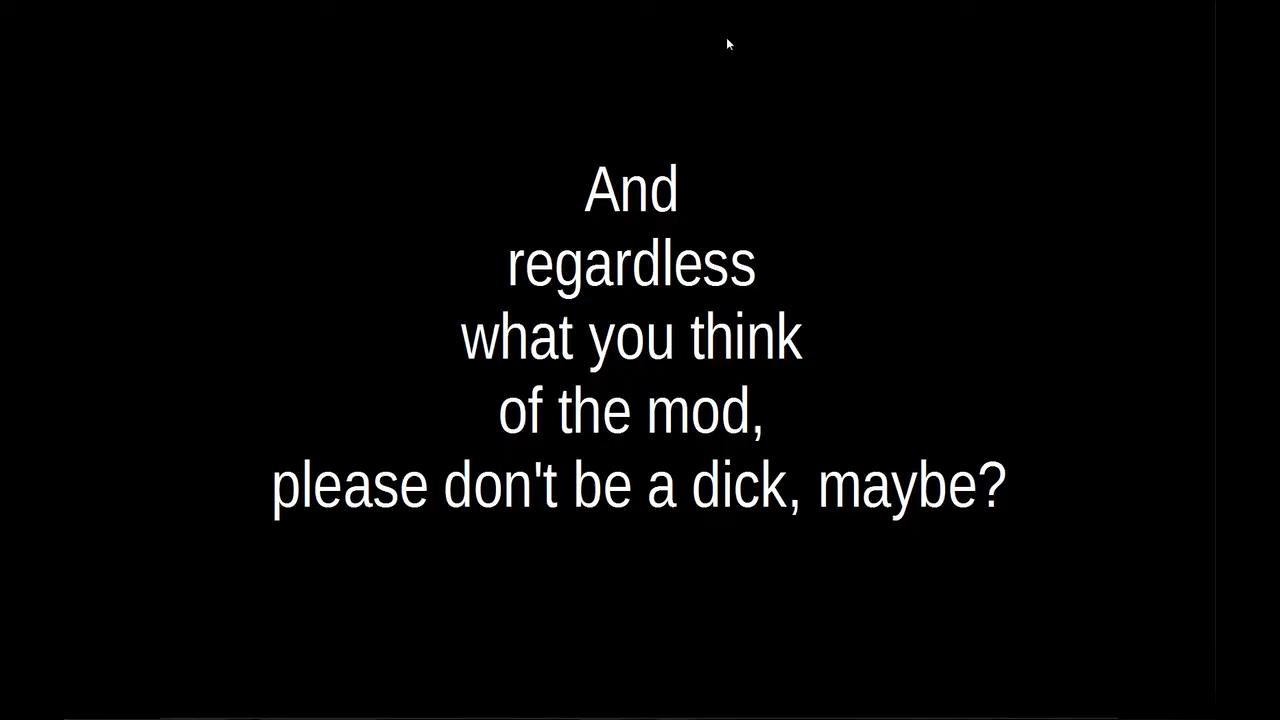 And
regardless
what you think
of the mod,
please don't be a dick, maybe?